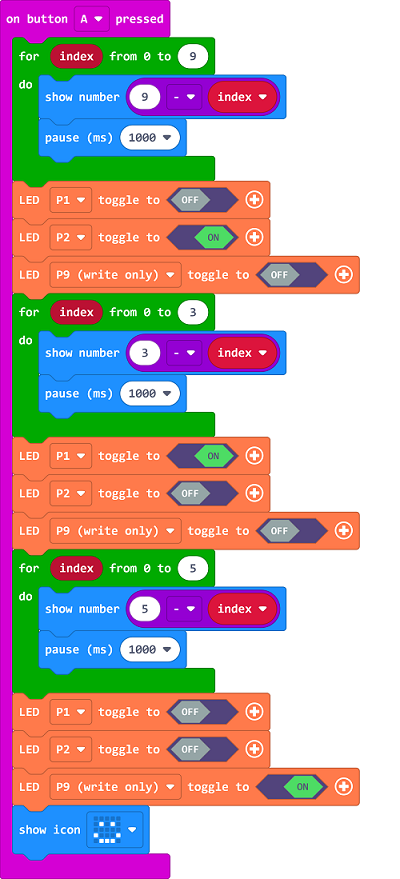 on button A pressed
for index from 0 to 9
do
show number 9 - index
pause (ms) 1000
LED P1 toggle to OFF
LED P2 toggle to ON
LED P9 (write only) toggle to OFF
for index from 0 to 3
do
show number 3 - index
pause (ms) 1000
LED P1 toggle to ON
LED P2 toggle to OFF
LED P9 (write only) toggle to OFF
for index from 0 to 5
do
show number 5 - index
pause (ms) 1000
LED P1 toggle to OFF
LED P2 toggle to OFF
LED P9 (write only) toggle to ON
show icon